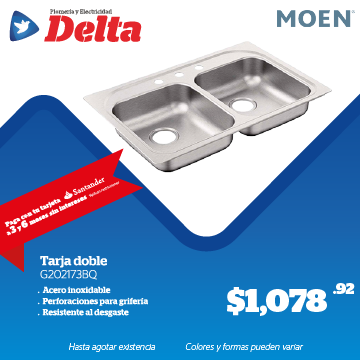 Plomería y Electricidad
Delta
MOEN
Paga con tu tarjeta Santander
a 3 y 6 meses sin intereses
Tarja doble
G202173BQ
. Acero inoxidable
. Perforaciones para grifería
. Resistente al desgaste
$1,078.92
Hasta agotar existencia
Colores y formas pueden variar